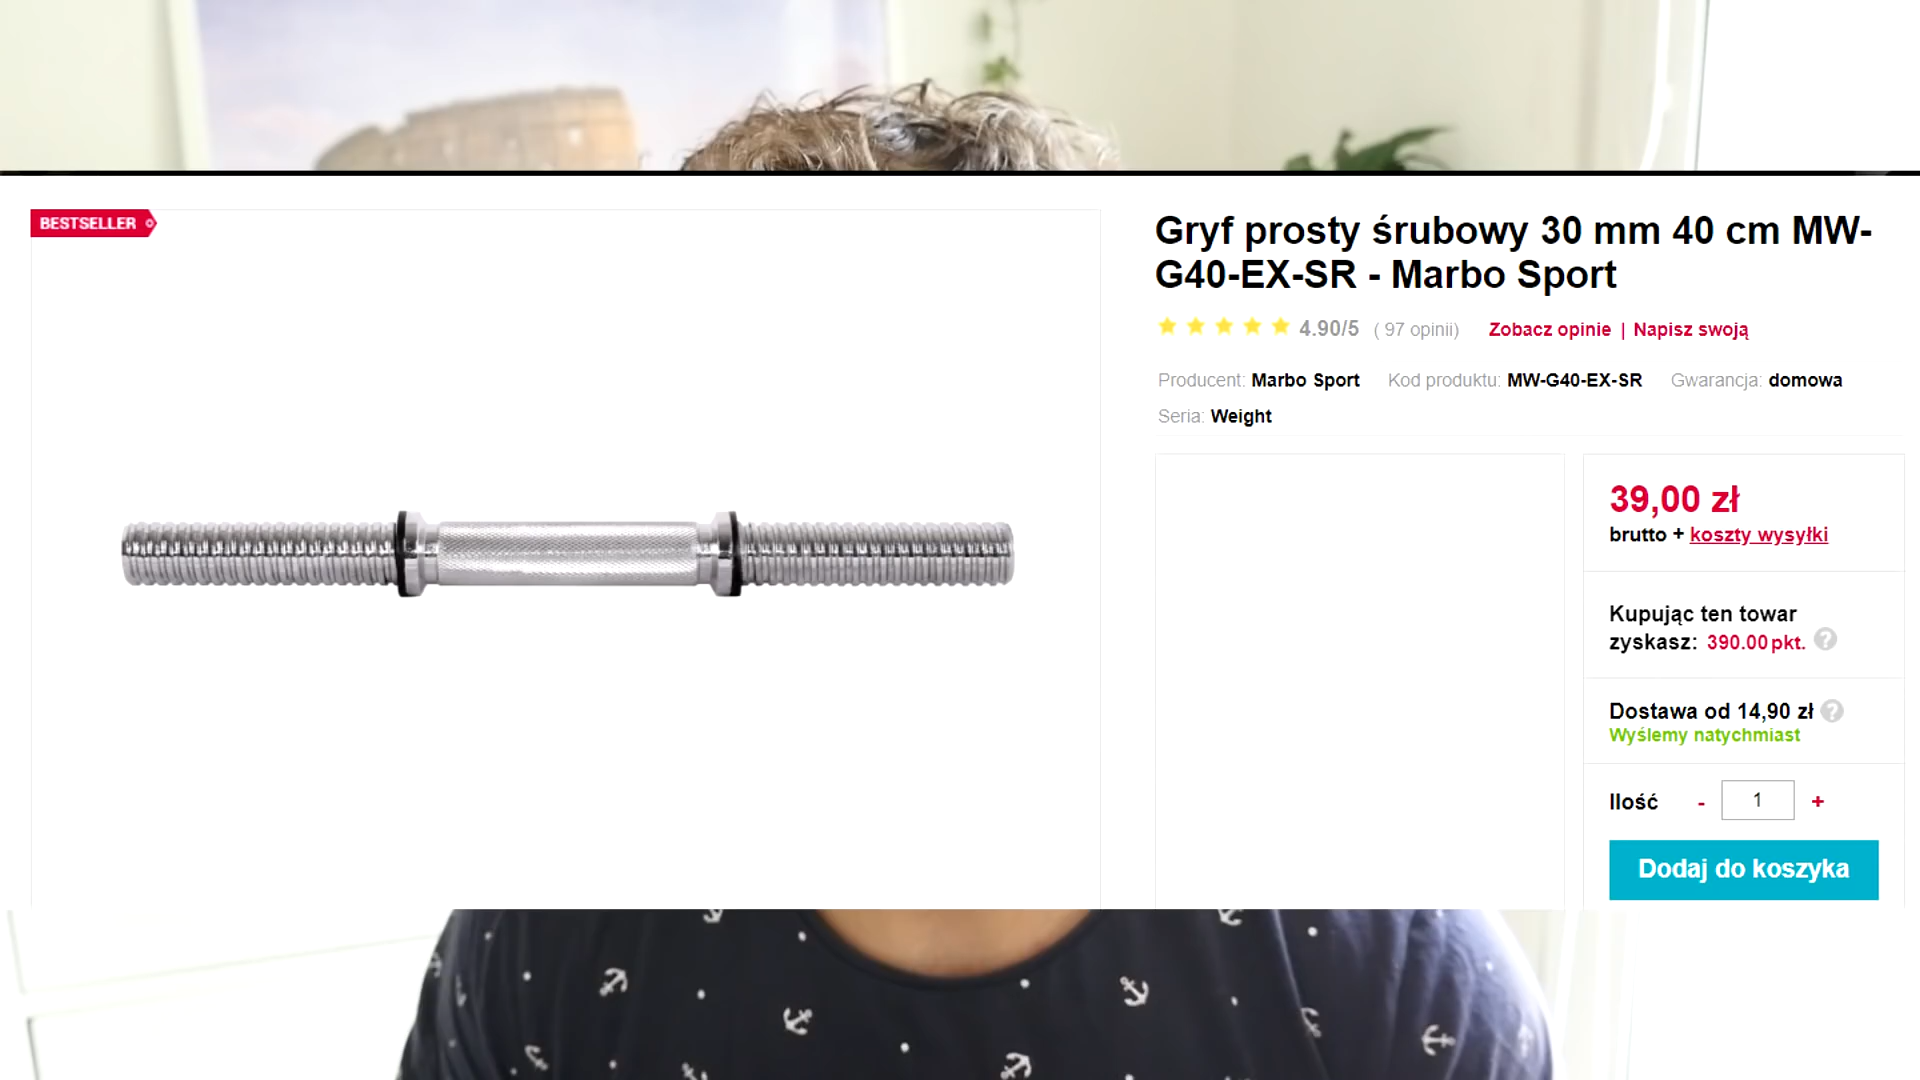 BESTSELLER
Gryf prosty śrubowy 30 mm 40 cm MW-
G40-EX-SR - Marbo Sport
4.90/5 ( 97 opinii) Zobacz opinie | Napisz swoją
Producent: Marbo Sport Kod produktu: MW-G40-EX-SR Gwarancja: domowa
Seria: Weight
39,00 zł
brutto + koszty wysyłki
Kupując ten towar
zyskasz: 390.00 pkt. ?
Dostawa od 14,90 zł ?
Wyślemy natychmiast
Ilość - 1 +
Dodaj do koszyka